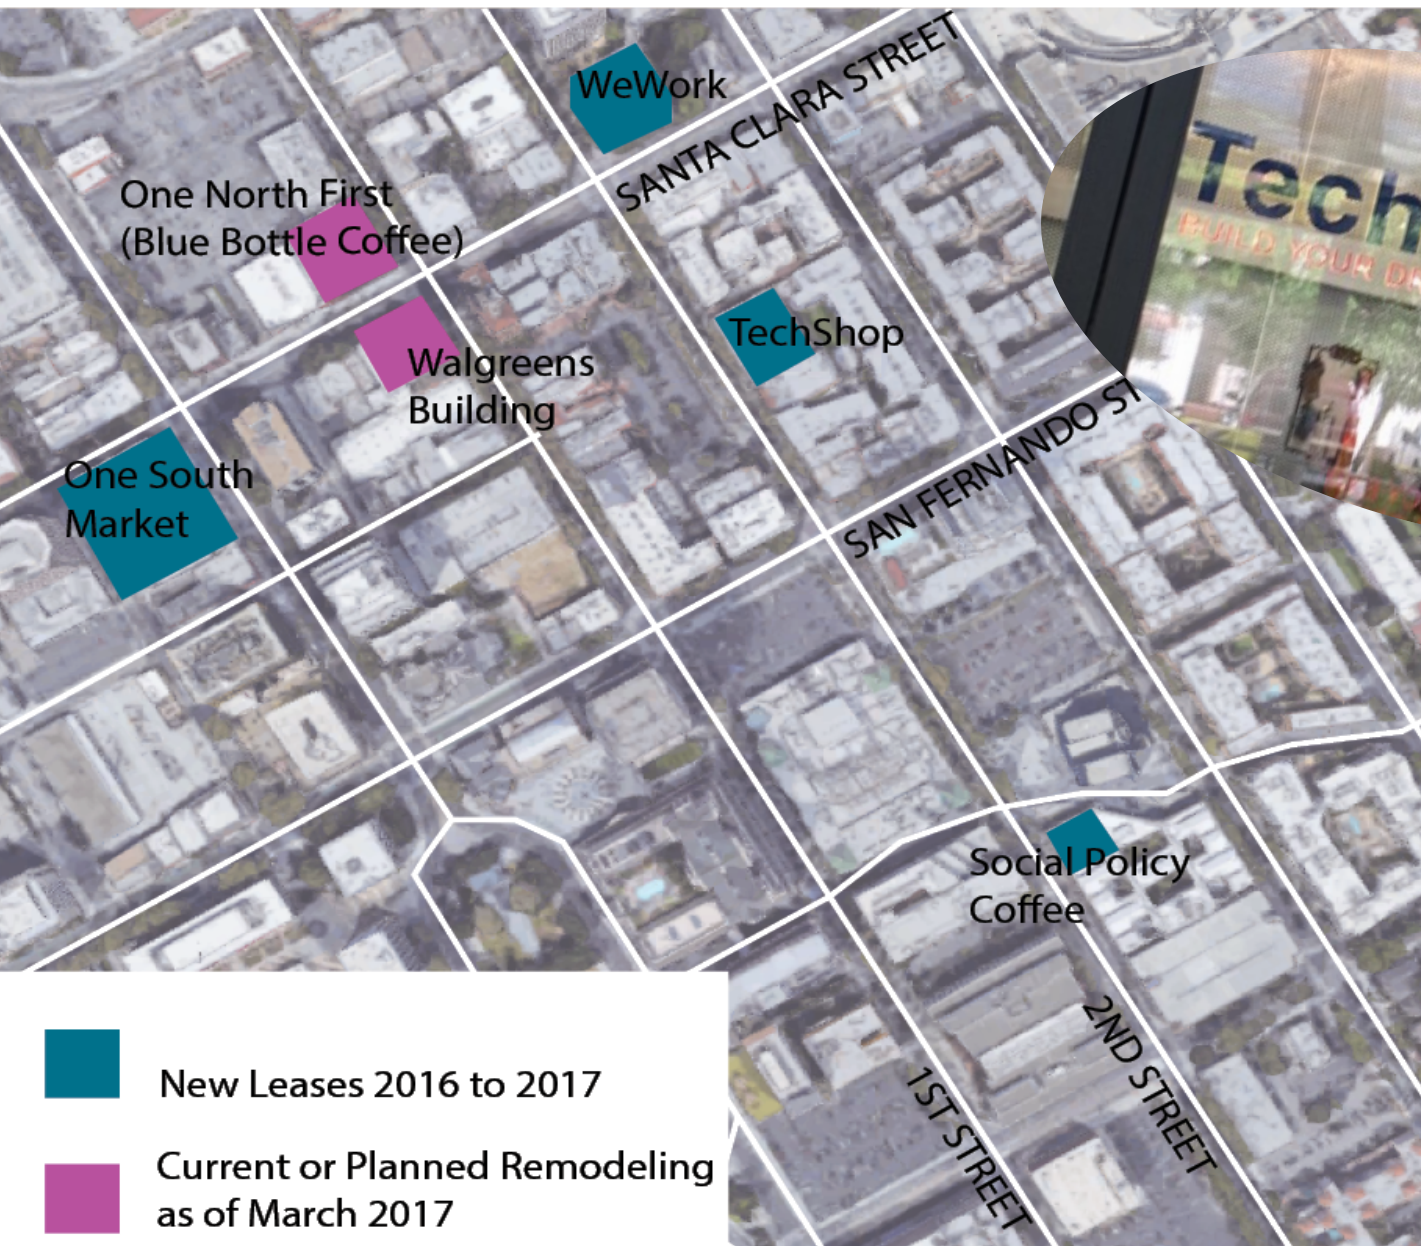 WeWork
SANTA CLARA STREET
One North First
(Blue Bottle Coffee)
Tech
BUILD YOUR
TechShop
Walgreens
Building
One South
Market
SAN FERNANDO ST
Social Policy
Coffee
2ND STREET
1ST STREET
New Leases 2016 to 2017
Current or Planned Remodeling
as of March 2017